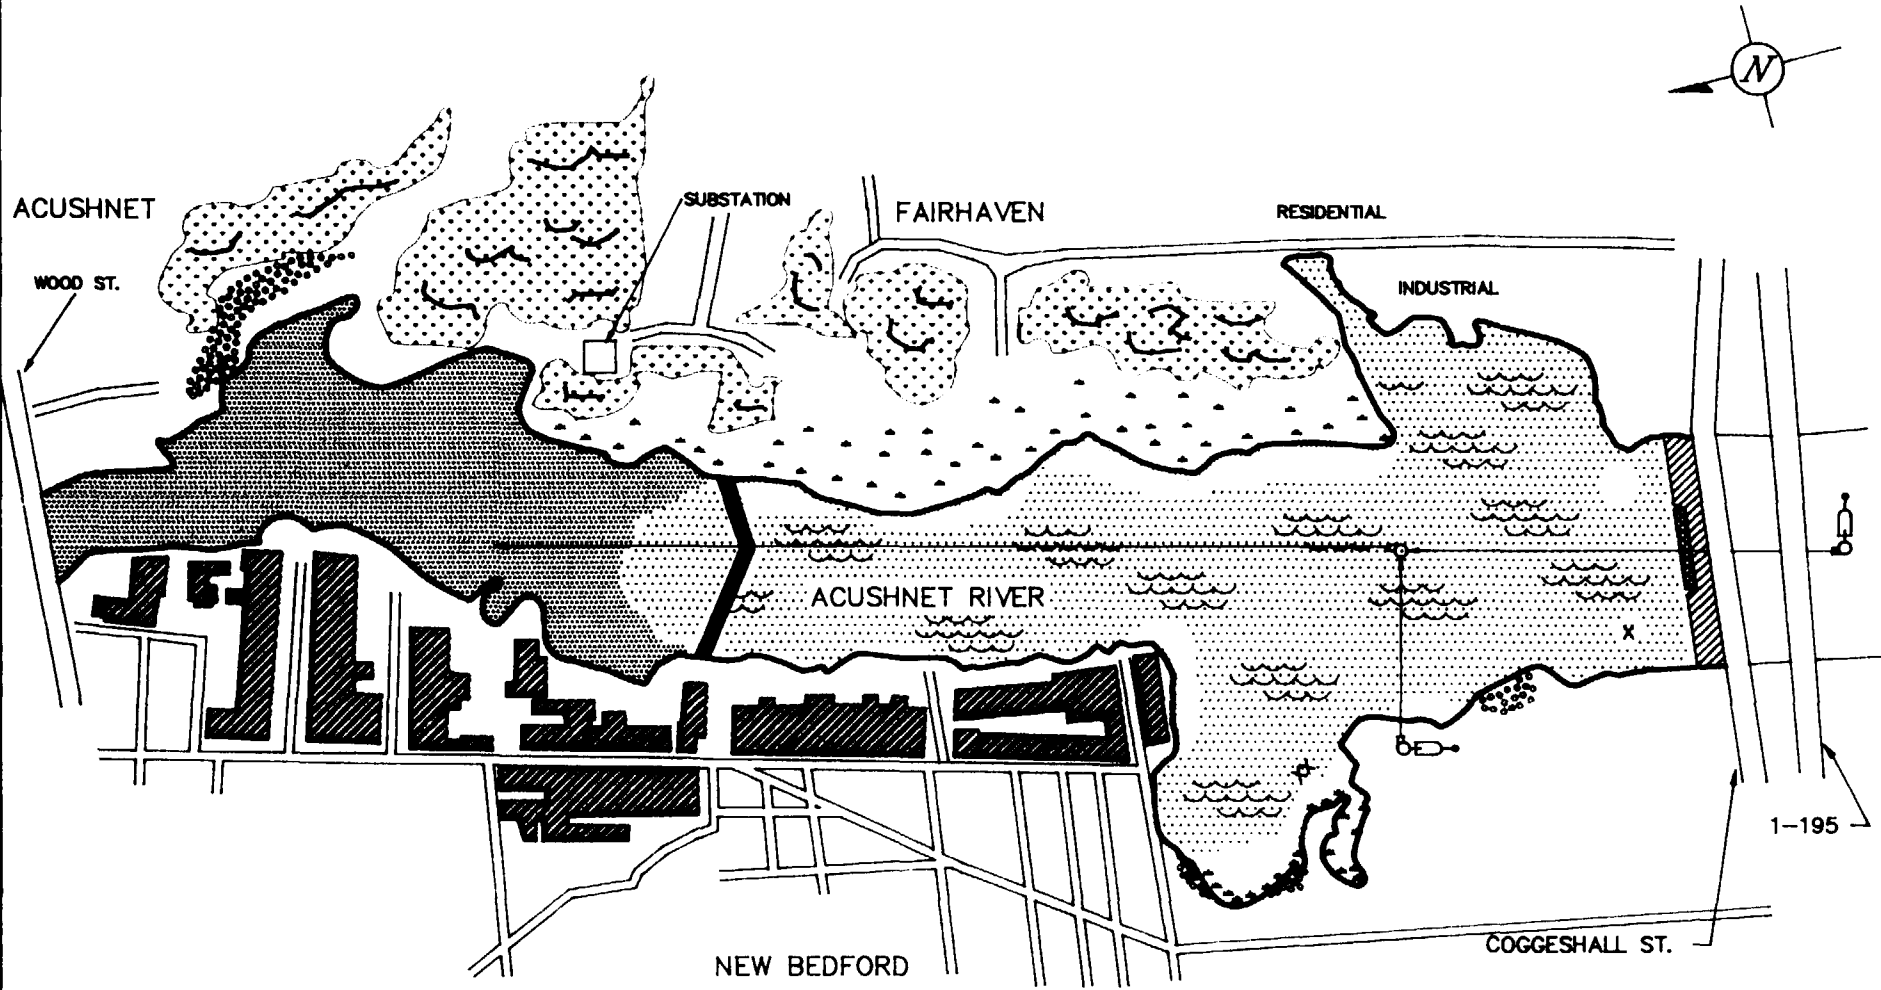 N
ACUSHNET
SUBSTATION
FAIRHAVEN
RESIDENTIAL
WOOD ST.
INDUSTRIAL
ACUSHNET RIVER
1-195
COGGESHALL ST.
NEW BEDFORD